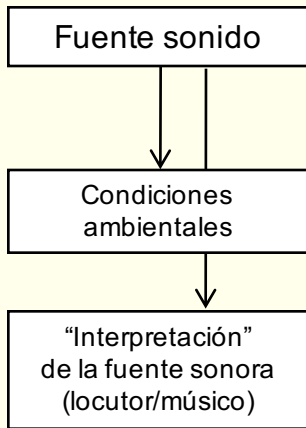 Fuente sonido
Condiciones
ambientales
“Interpretación”
de la fuente sonora
(locutor/músico)